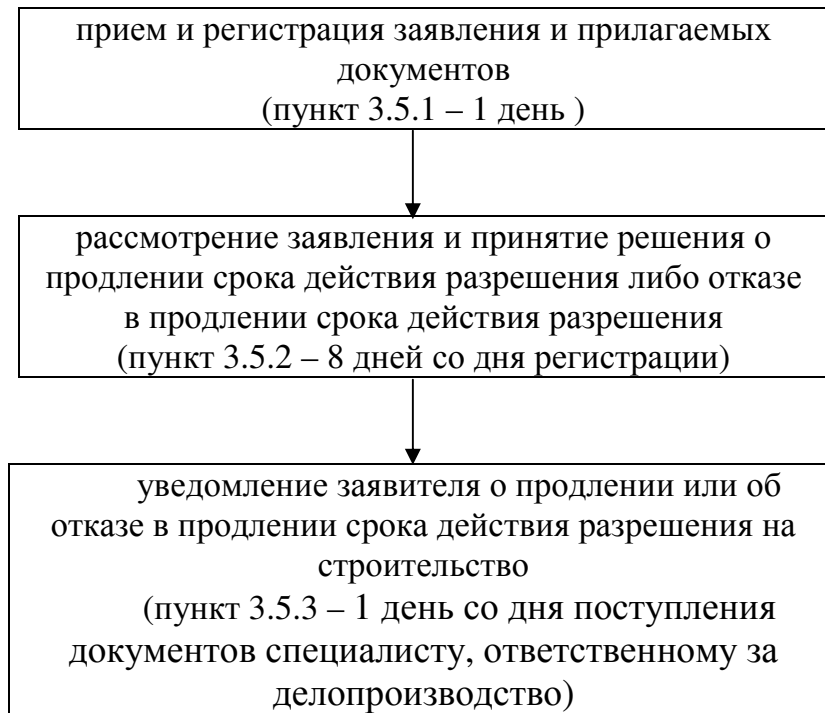 прием и регистрация заявления и прилагаемых
документов
(пункт 3.5.1 – 1 день )
рассмотрение заявления и принятие решения о
продлении срока действия разрешения либо отказе
в продлении срока действия разрешения
(пункт 3.5.2 – 8 дней со дня регистрации)
уведомление заявителя о продлении или об
отказе в продлении срока действия разрешения на
строительство
(пункт 3.5.3 – 1 день со дня поступления
документов специалисту, ответственному за
делопроизводство)